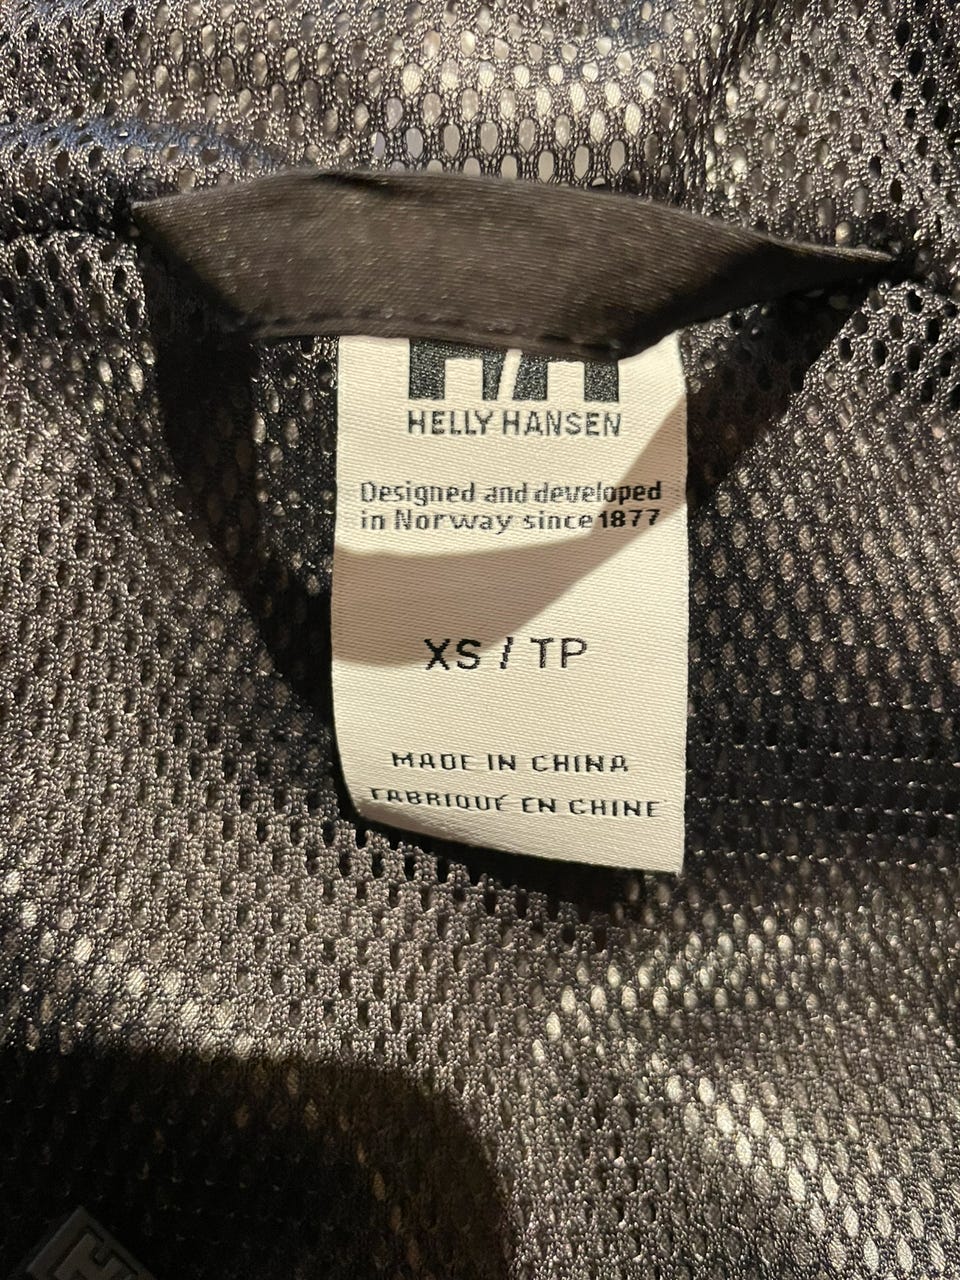 H/H
HELLY HANSEN
Designed and developed
in Norway since 1877
XS / TP
MADE IN CHINA
FABRIQUÉ EN CHINE
H